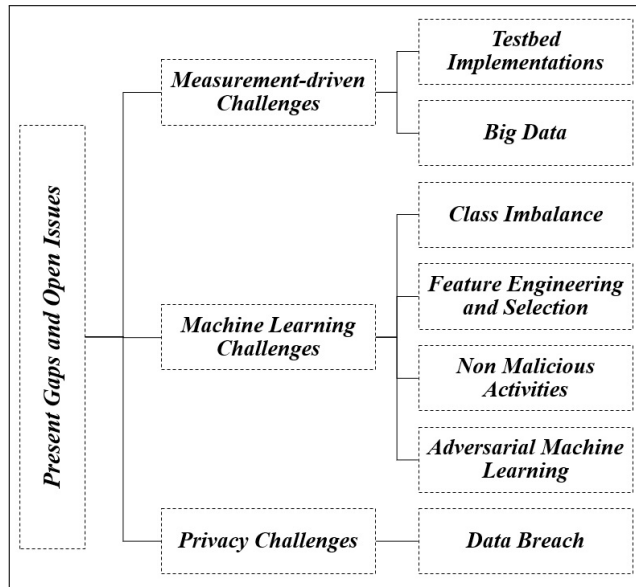 Present Gaps and Open Issues
Measurement-driven
Challenges
Testbed
Implementations
Big Data
Machine Learning
Challenges
Class Imbalance
Feature Engineering
and Selection
Non Malicious
Activities
Adversarial Machine
Learning
Privacy Challenges
Data Breach